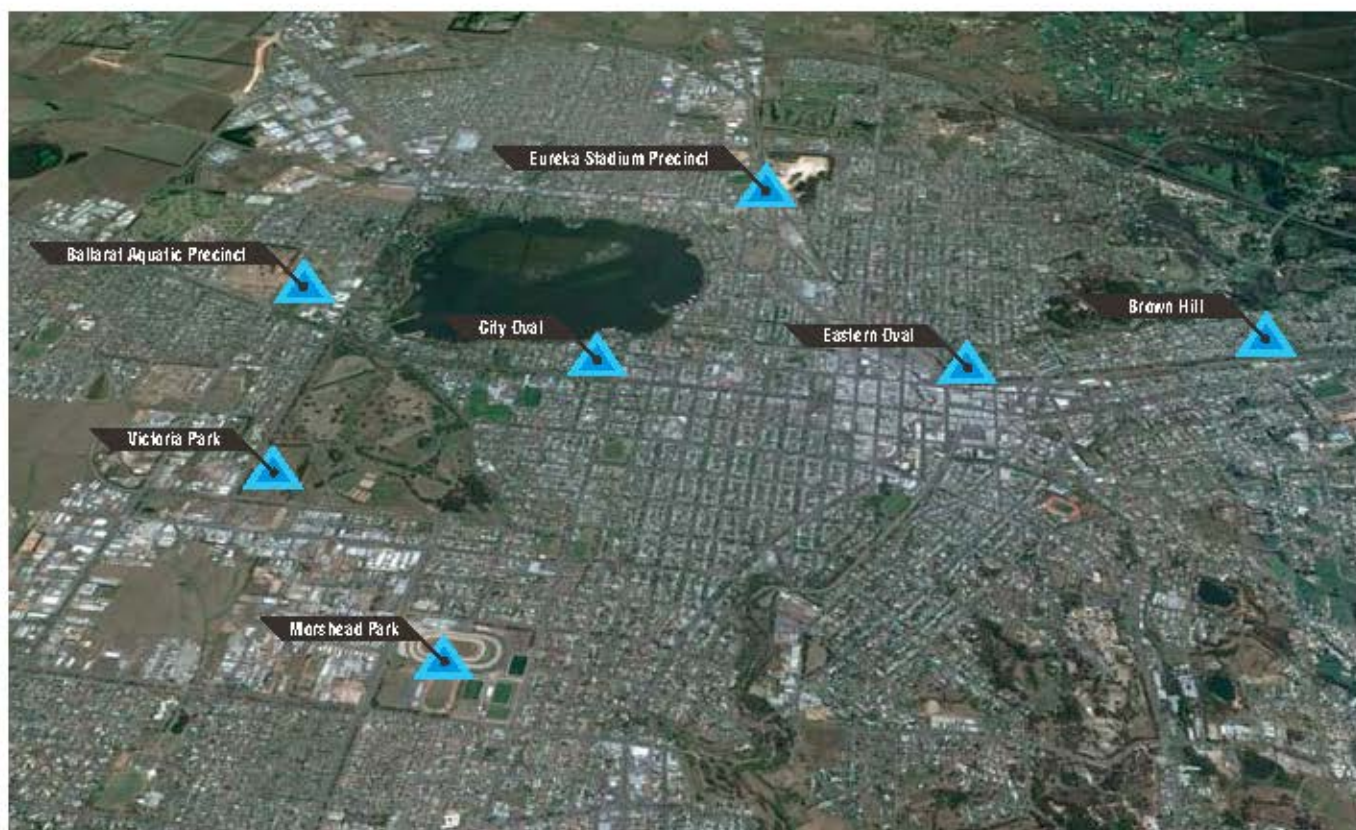 Eureka Stadium Precinct
Ballarat Aquatic Precinct
Brown Hill
City Oval
Eastern Oval
Victoria Park
Morshead Park